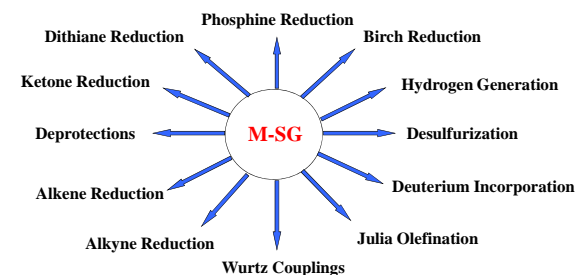 Phosphine Reduction
Dithiane Reduction
Birch Reduction
Ketone Reduction
Hydrogen Generation
Deprotections
M-SG
Desulfurization
Alkene Reduction
Deuterium Incorporation
Alkyne Reduction
Julia Olefination
Wurtz Couplings